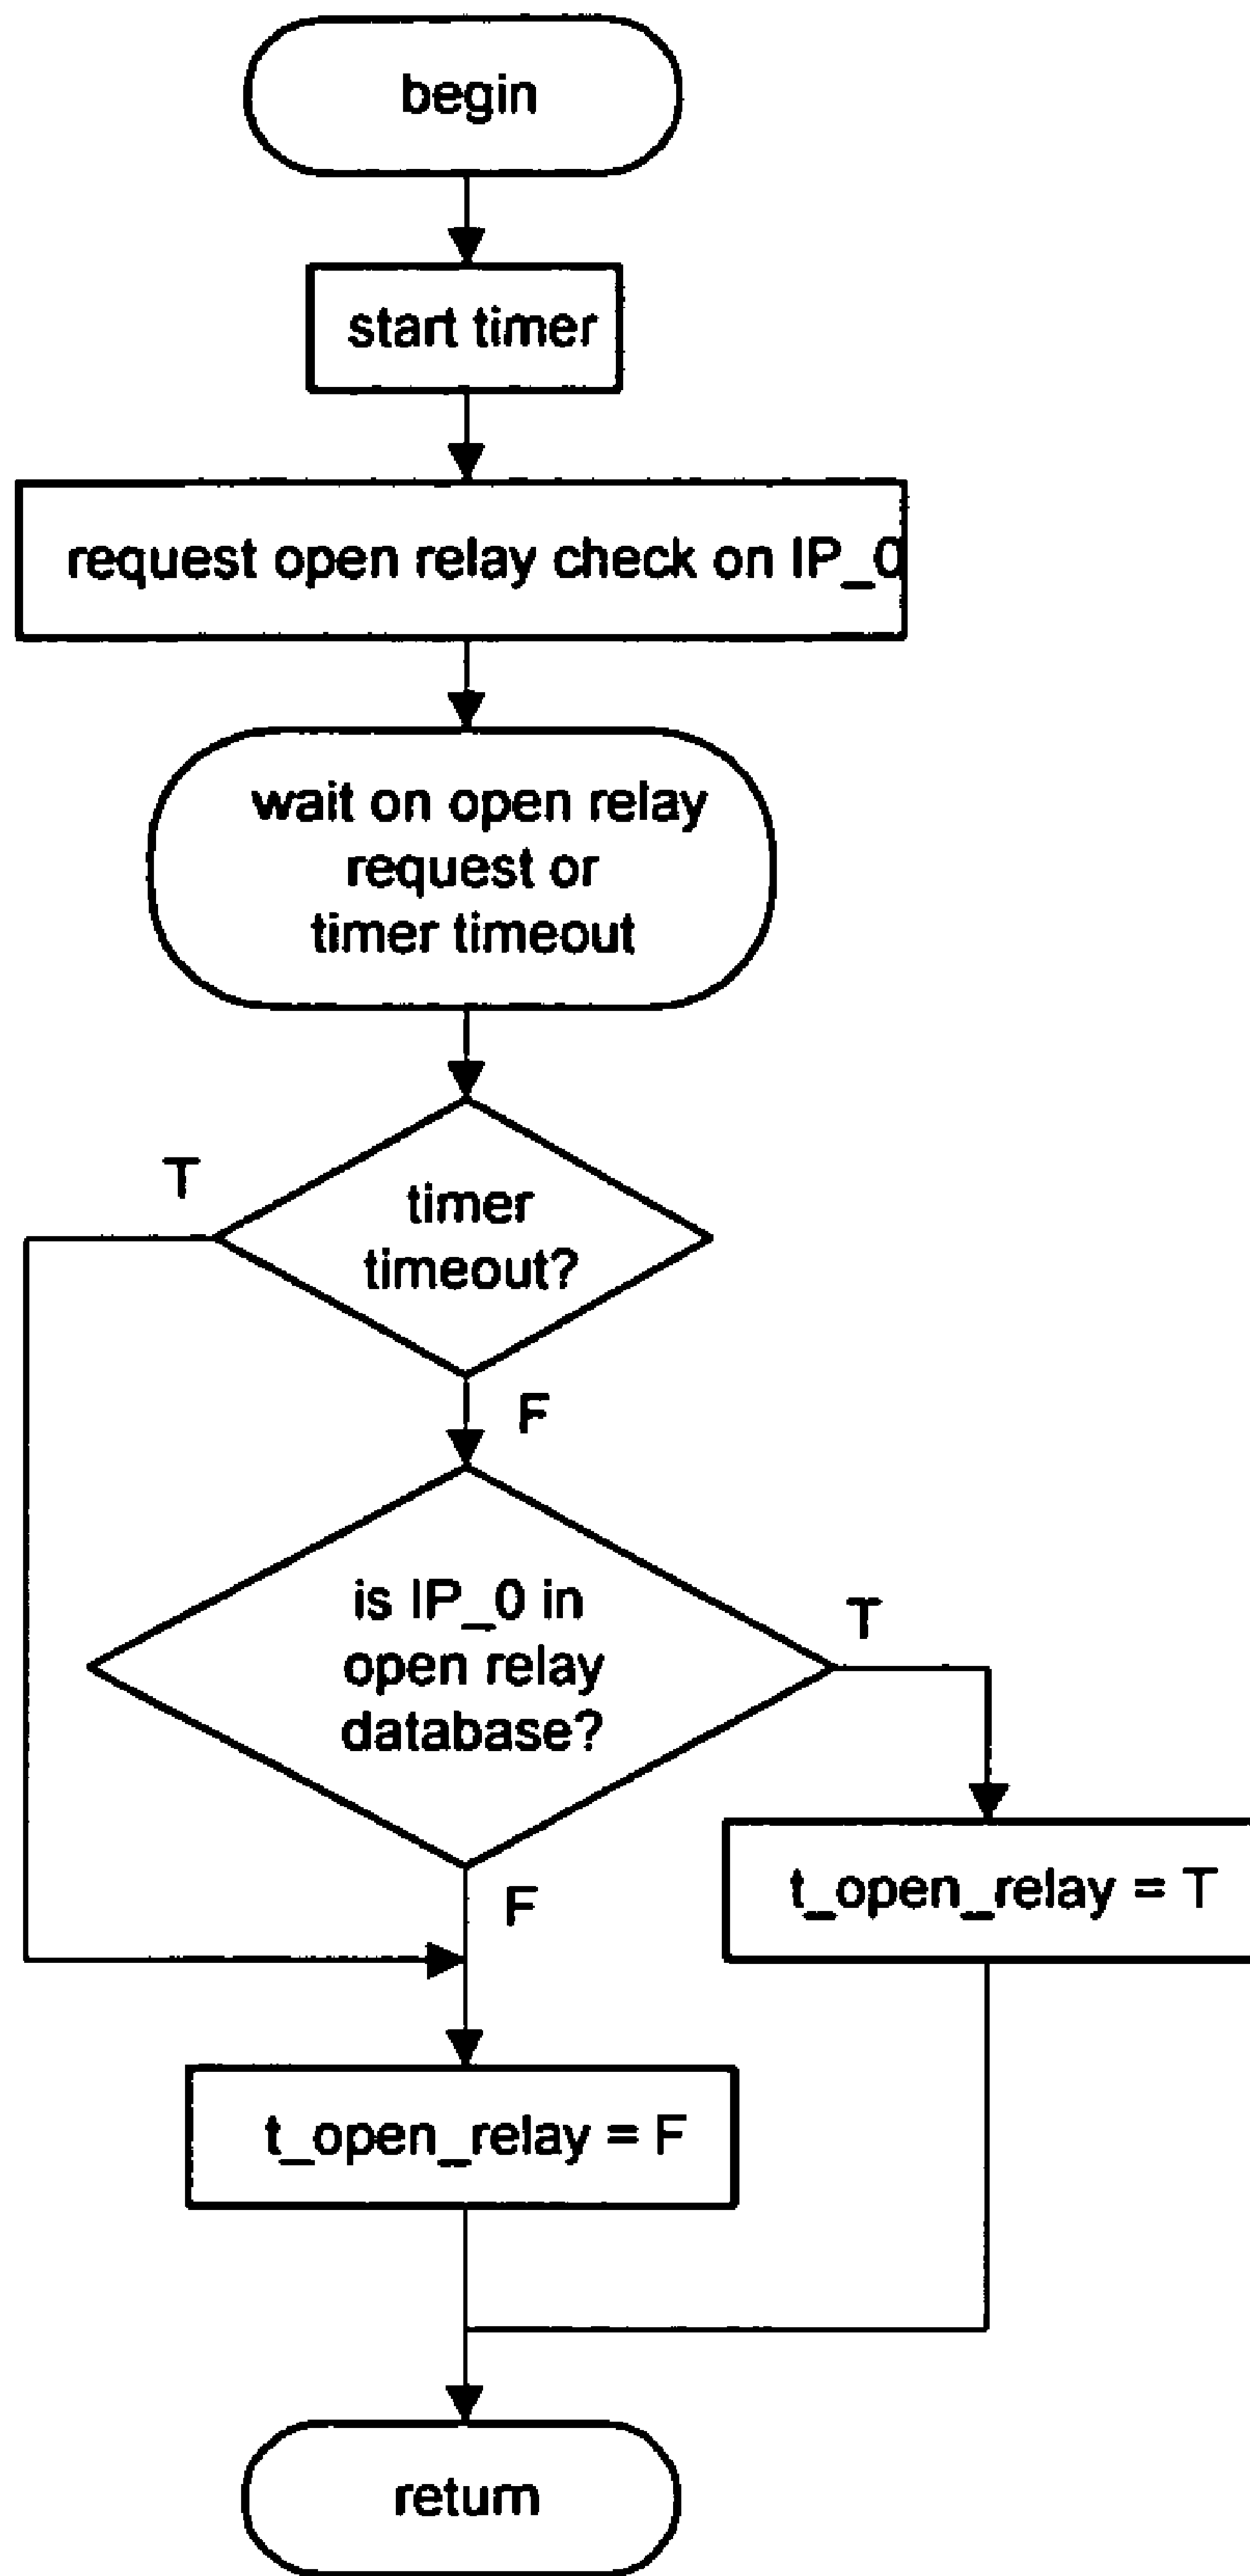 begin
start timer
request open relay check on IP_0
wait on open relay
request or
timer timeout
T
timer
timeout?
F
is IP_0 in
open relay
database?
T
t_open_relay = T
F
t_open_relay = F
return